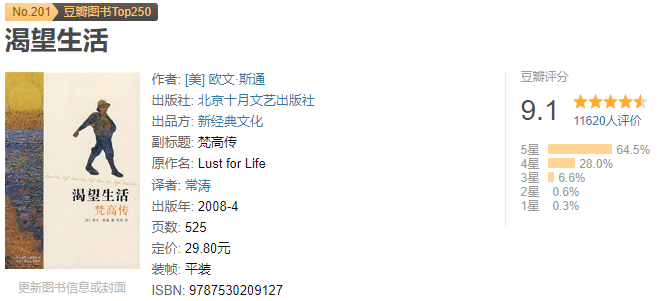 No.201 豆瓣图书Top250
渴望生活
作者: [美] 欧文·斯通
出版社: 北京十月文艺出版社
出品方: 新经典文化
副标题: 梵高传
原作名: Lust for Life
译者: 常涛
出版年: 2008-4
页数: 525
定价: 29.80元
装帧: 平装
ISBN: 9787530209127
渴望生活
梵高传
更新图书信息或封面
豆瓣评分
9.1
11620人评价
5星 64.5%
4星 28.0%
3星 6.6%
2星 0.6%
1星 0.3%